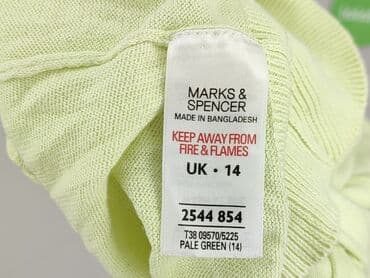 MARKS &
SPENCER
MADE IN BANGLADESH
KEEP AWAY FROM
FIRE & FLAMES
UK • 14
2544 854
T38 09570/5225
PALE GREEN (14)